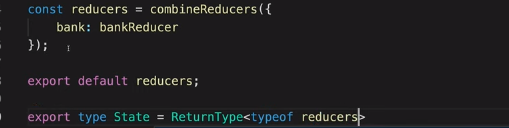 const reducers = combineReducers({
bank: bankReducer
});
export default reducers;
export type State = ReturnType<typeof reducers>